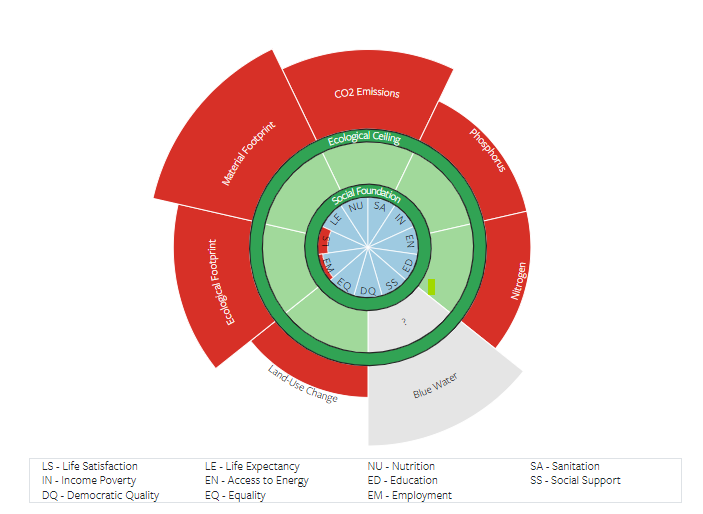 CO2 Emissions
Phosphorus
Material Footprint
Ecological Ceiling
Social Foundation
NU
SA
LE
IN
LS
EN
EM
ED
EQ
DQ
SS
Ecological Footprint
Nitrogen
?
Land-Use Change
Blue Water
LS - Life Satisfaction
LE - Life Expectancy
NU - Nutrition
SA - Sanitation
IN - Income Poverty
EN - Access to Energy
ED - Education
SS - Social Support
DQ - Democratic Quality
EQ - Equality
EM - Employment